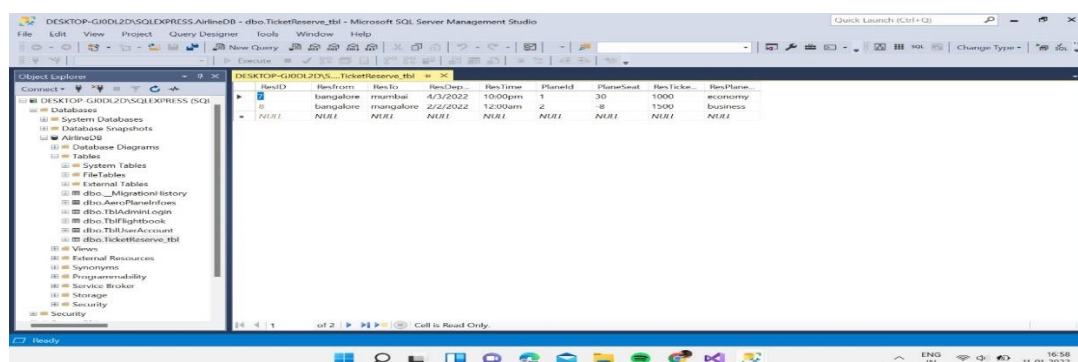 DESKTOP-GJ0DL2D\SQLEXPRESS.AirlineDB - dbo.TicketReserve_tbl - Microsoft SQL Server Management Studio
Quick Launch (Ctrl+Q)
File Edit View Project Query Designer Tools Window Help
New Query
Change Type
Execute
Object Explorer
DESKTOP-GJ0DL2D\S....TicketReserve_tbl
Connect
ResID Resfrom ResTo ResDep... ResTime PlaneId PlaneSeat ResTicke... ResPlane...
7 bangalore mumbai 4/3/2022 10:00pm 1 30 1000 economy
8 bangalore mangalore 2/2/2022 12:00am 2 -8 1500 business
NULL NULL NULL NULL NULL NULL NULL NULL NULL
DESKTOP-GJ0DL2D\SQLEXPRESS (SQL
Databases
System Databases
Database Snapshots
AirlineDB
Database Diagrams
Tables
System Tables
FileTables
External Tables
dbo.__MigrationHistory
dbo.AeroPlaneInfoes
dbo.TblAdminLogin
dbo.TblFlightbook
dbo.TblUserAccount
dbo.TicketReserve_tbl
Views
External Resources
Synonyms
Programmability
Service Broker
Storage
Security
Security
1 of 2 Cell is Read Only.
Ready
ENG
IN
16:58
11-01-2022